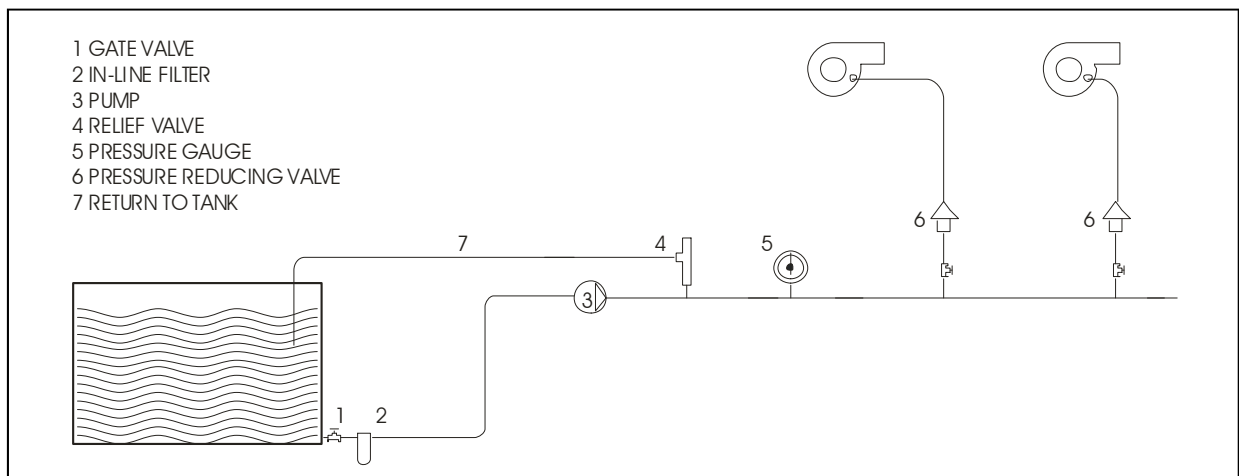 1 GATE VALVE
2 IN-LINE FILTER
3 PUMP
4 RELIEF VALVE
5 PRESSURE GAUGE
6 PRESSURE REDUCING VALVE
7 RETURN TO TANK
6
6
7
4
5
3
1
2